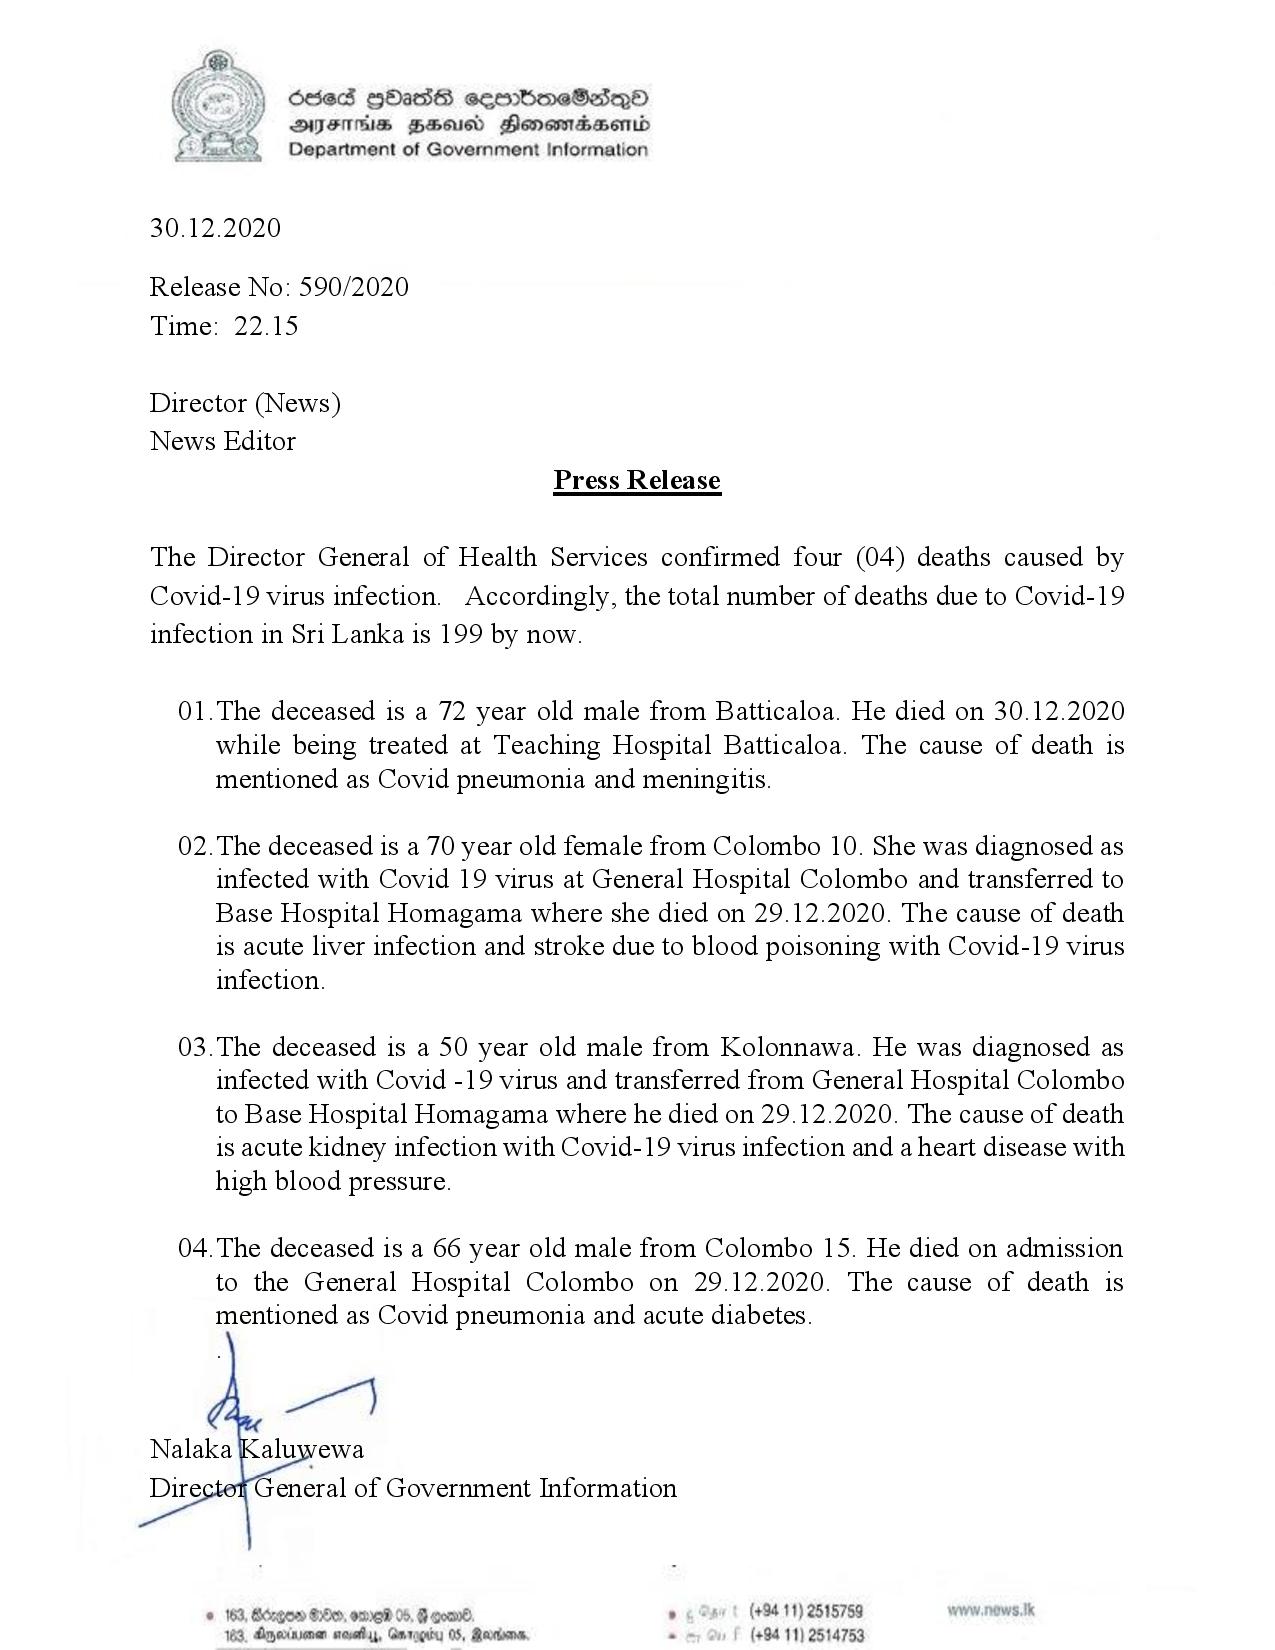 රජයේ ප්‍රවෘත්ති දෙපාර්තමේන්තුව
அரசாங்க தகவல் திணைக்களம்
Department of Government Information
30.12.2020
Release No: 590/2020
Time:  22.15
Director (News)
News Editor
Press Release
The Director General of Health Services confirmed four (04) deaths caused by
Covid-19 virus infection.   Accordingly, the total number of deaths due to Covid-19
infection in Sri Lanka is 199 by now.
01. The deceased is a 72 year old male from Batticaloa. He died on 30.12.2020
while being treated at Teaching Hospital Batticaloa. The cause of death is
mentioned as Covid pneumonia and meningitis.
02. The deceased is a 70 year old female from Colombo 10. She was diagnosed as
infected with Covid 19 virus at General Hospital Colombo and transferred to
Base Hospital Homagama where she died on 29.12.2020. The cause of death
is acute liver infection and stroke due to blood poisoning with Covid-19 virus
infection.
03. The deceased is a 50 year old male from Kolonnawa. He was diagnosed as
infected with Covid -19 virus and transferred from General Hospital Colombo
to Base Hospital Homagama where he died on 29.12.2020. The cause of death
is acute kidney infection with Covid-19 virus infection and a heart disease with
high blood pressure.
04. The deceased is a 66 year old male from Colombo 15. He died on admission
to the General Hospital Colombo on 29.12.2020. The cause of death is
mentioned as Covid pneumonia and acute diabetes.
.
Nalaka Kaluwewa
Director General of Government Information
163, කිරුලපන මාවත, කොළඹ 05, ශ්‍රී ලංකාව.
163, கிருலப்பனை எவனியூ, கொழும்பு 05, இலங்கை.
(+94 11) 2515759
(+94 11) 2514753
www.news.lk